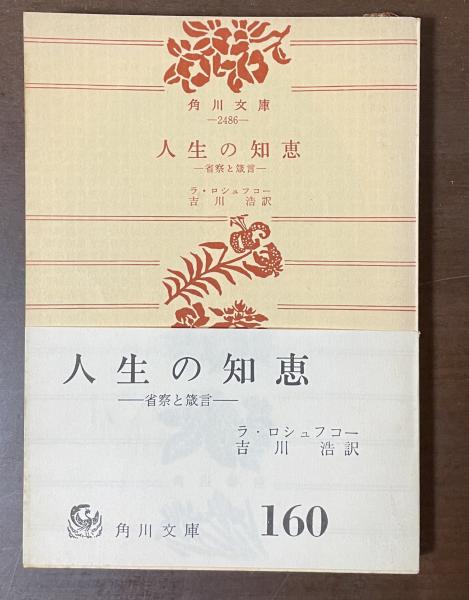 角川文庫
—2486—
人生の知恵
—省察と箴言—
ラ・ロシュフコー
吉川浩訳
人生の知恵
——省察と箴言——
ラ・ロシュフコー
吉川浩訳
角川文庫 160